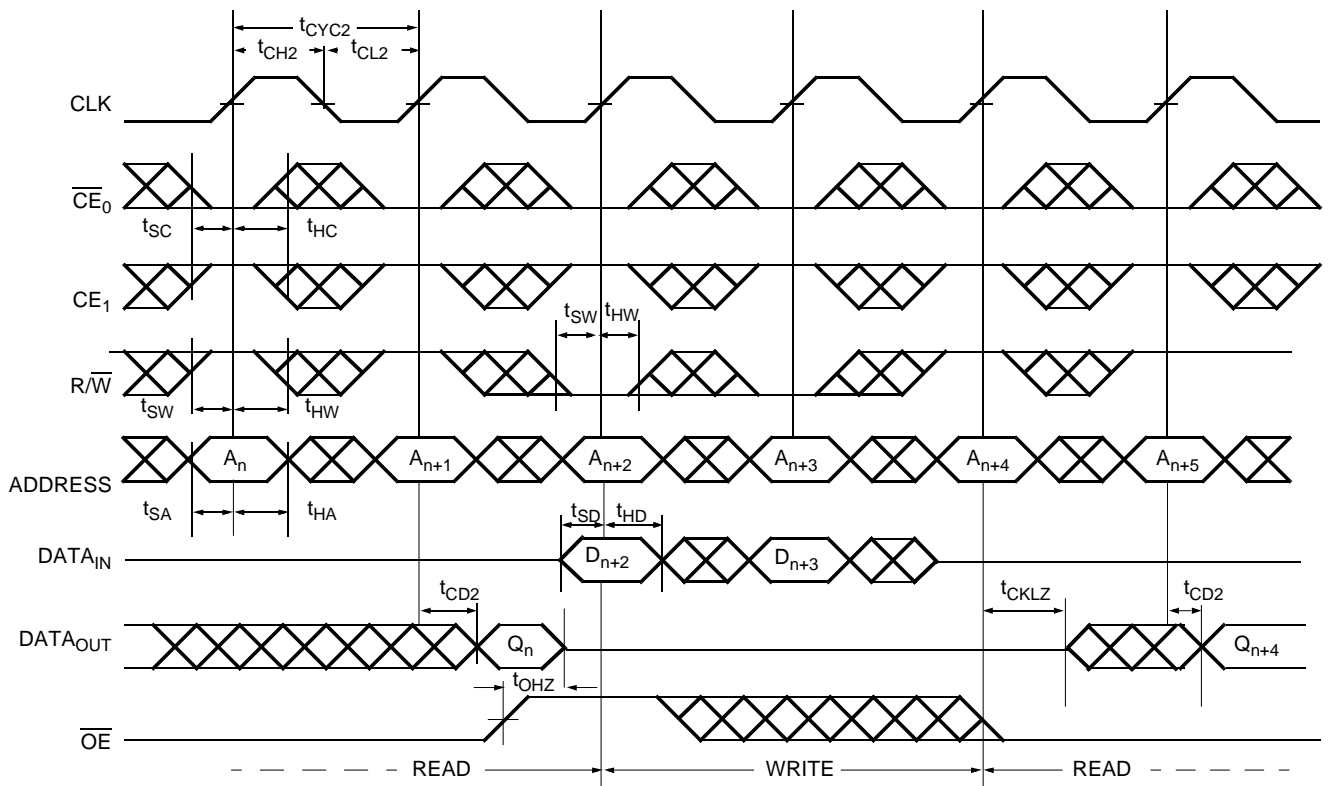 tCYC2
tCH2 tCL2
CLK
CE0
tSC tHC
CE1
tSW tHW
R/W
tSW tHW
An An+1 An+2 An+3 An+4 An+5
ADDRESS
tSA tHA tSD tHD
DATAIN Dn+2 Dn+3
tCD2 tCKLZ tCD2
DATAOUT Qn Qn+4
tOHZ
OE
READ WRITE READ